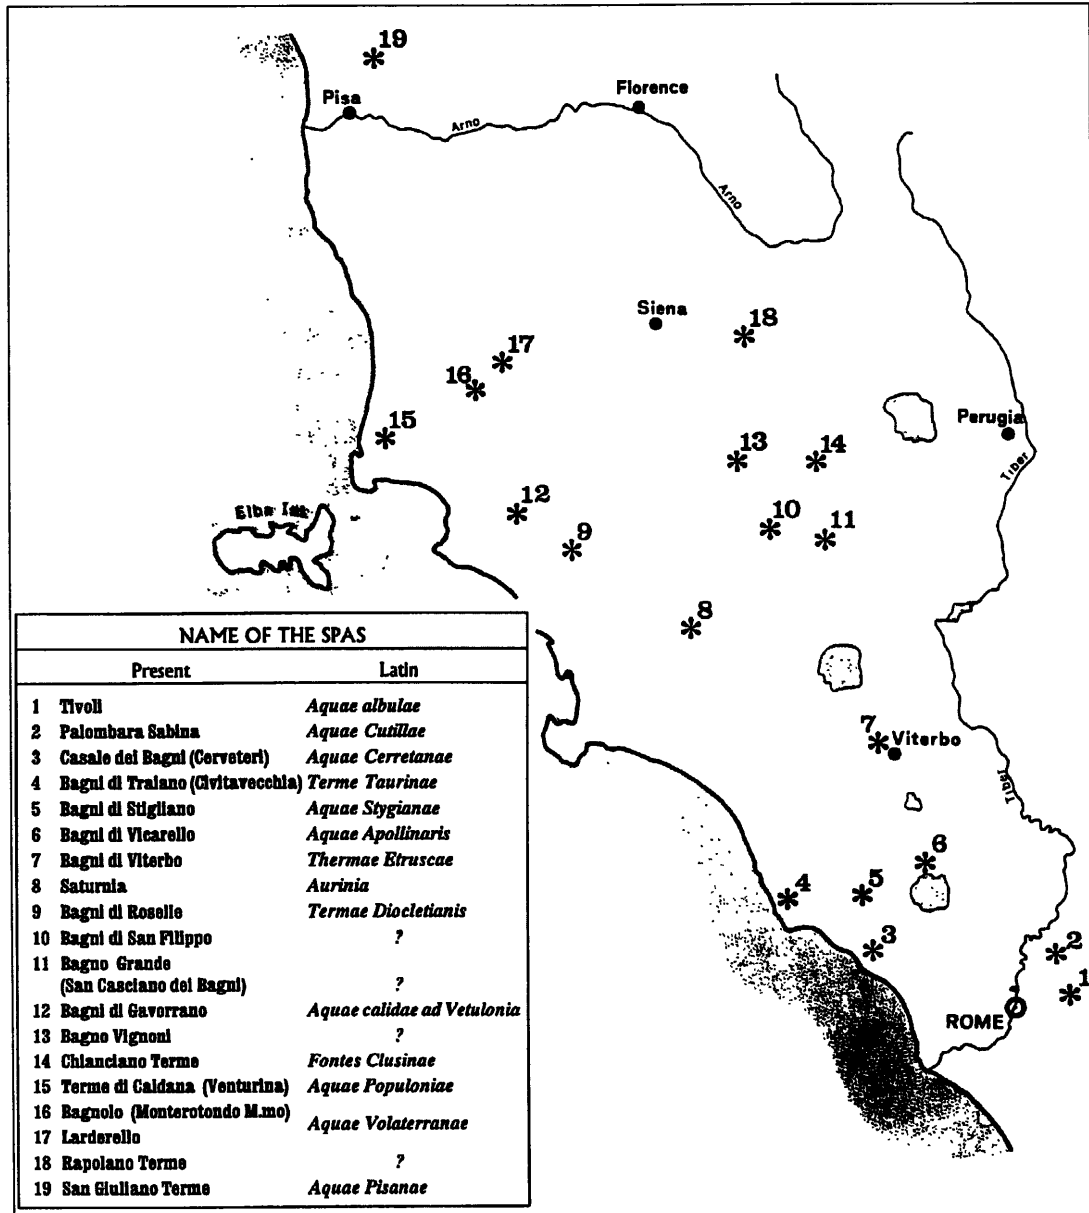 19
Pisa
Florence
Arno
Arno
Siena
18
17
16
15
Perugia
13
14
Tiber
12
Elba Isl.
9
10
11
8
7
Viterbo
Tiber
6
5
4
3
2
1
ROME
NAME OF THE SPAS
Present Latin
1 Tivoli Aquae albulae
2 Palombara Sabina Aquae Cutillae
3 Casale dei Bagni (Cerveteri) Aquae Cerretanae
4 Bagni di Traiano (Civitavecchia) Terme Taurinae
5 Bagni di Stigliano Aquae Stygianae
6 Bagni di Vicarello Aquae Apollinaris
7 Bagni di Viterbo Thermae Etruscae
8 Saturnia Aurinia
9 Bagni di Roselle Termae Diocletianis
10 Bagni di San Filippo ?
11 Bagno Grande
(San Casciano dei Bagni) ?
12 Bagni di Gavorrano Aquae calidae ad Vetulonia
13 Bagno Vignoni ?
14 Chianciano Terme Fontes Clusinae
15 Terme di Caldana (Venturina) Aquae Populoniae
16 Bagnolo (Monterotondo M.mo)
Aquae Volaterranae
17 Larderello
18 Rapolano Terme ?
19 San Giuliano Terme Aquae Pisanae